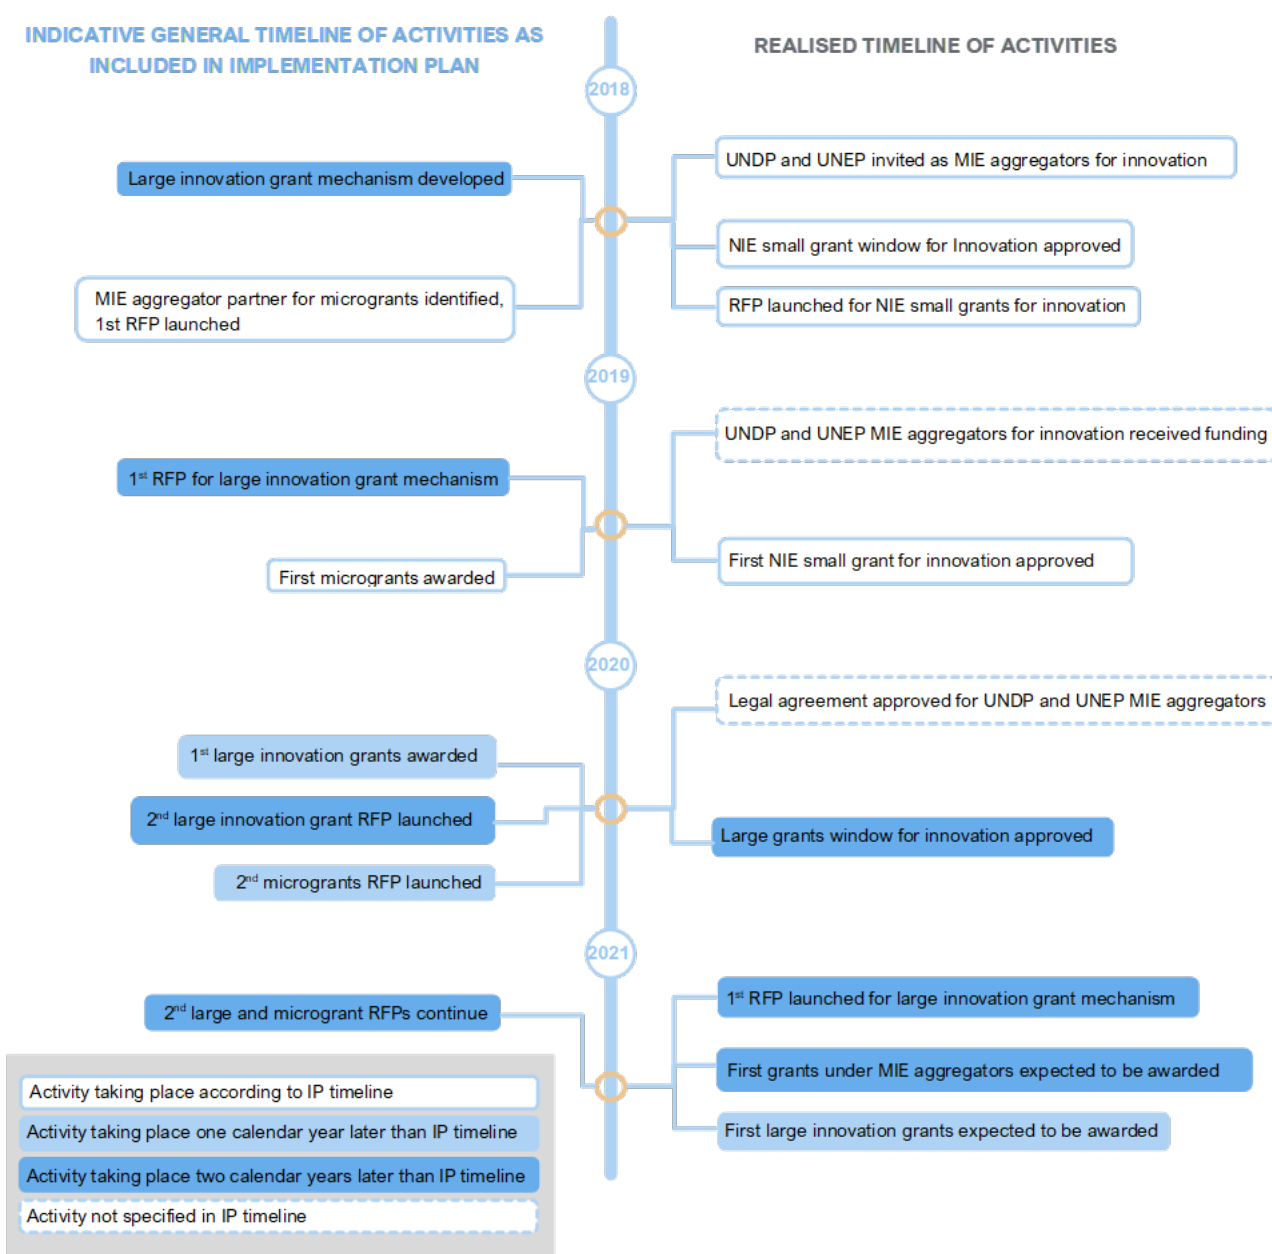 INDICATIVE GENERAL TIMELINE OF ACTIVITIES AS
INCLUDED IN IMPLEMENTATION PLAN
REALISED TIMELINE OF ACTIVITIES
2018
Large innovation grant mechanism developed
MIE aggregator partner for microgrants identified,
1st RFP launched
UNDP and UNEP invited as MIE aggregators for innovation
NIE small grant window for Innovation approved
RFP launched for NIE small grants for innovation
2019
1st RFP for large innovation grant mechanism
First microgrants awarded
UNDP and UNEP MIE aggregators for innovation received funding
First NIE small grant for innovation approved
2020
1st large innovation grants awarded
2nd large innovation grant RFP launched
2nd microgrants RFP launched
Legal agreement approved for UNDP and UNEP MIE aggregators
Large grants window for innovation approved
2021
2nd large and microgrant RFPs continue
1st RFP launched for large innovation grant mechanism
First grants under MIE aggregators expected to be awarded
First large innovation grants expected to be awarded
Activity taking place according to IP timeline
Activity taking place one calendar year later than IP timeline
Activity taking place two calendar years later than IP timeline
Activity not specified in IP timeline